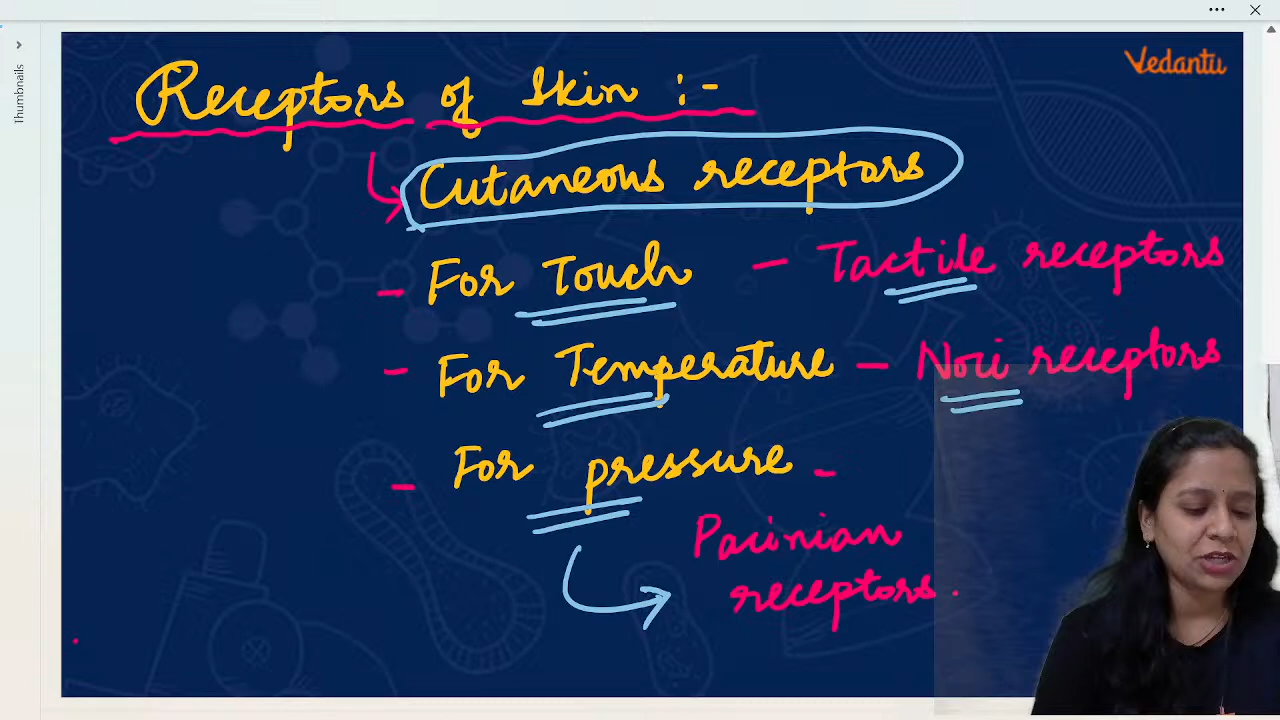 Thumbnails
Vedantu
Receptors of Skin :-
Cutaneous receptors
- For Touch - Tactile receptors
- For Temperature - Noci receptors
- For pressure -
Pacinian
receptors.